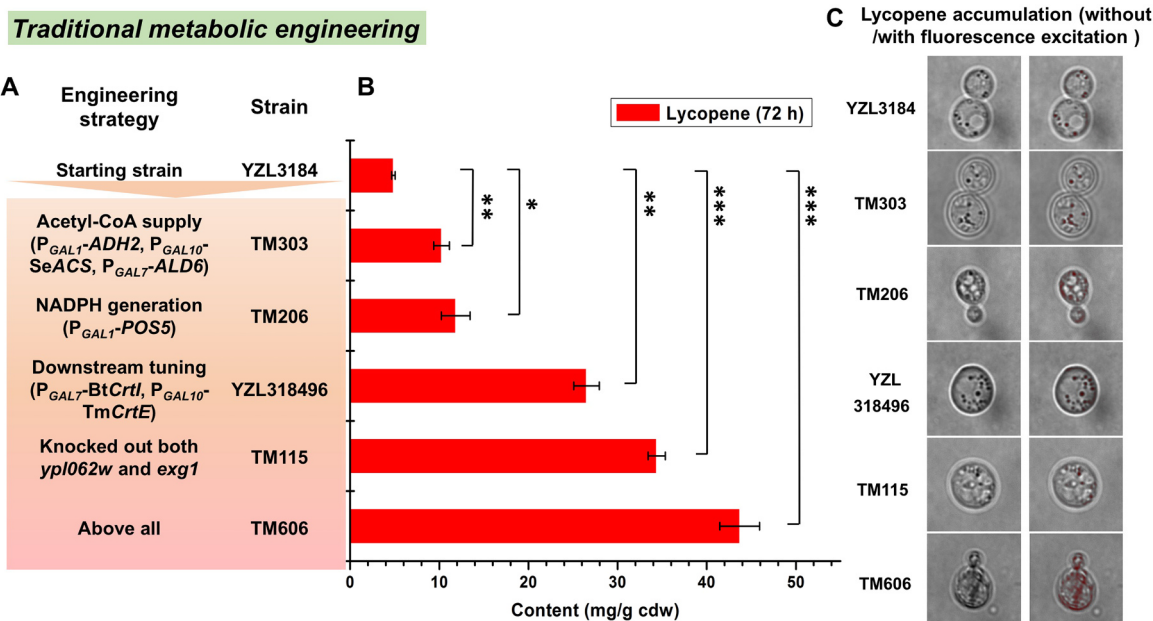 Traditional metabolic engineering
A
Engineering
strategy
Strain
Starting strain
YZL3184
Acetyl-CoA supply
(PGAL1-ADH2, PGAL10-
SeACS, PGAL7-ALD6)
TM303
NADPH generation
(PGAL1-POS5)
TM206
Downstream tuning
(PGAL7-BtCrtI, PGAL10-
TmCrtE)
YZL318496
Knocked out both
ypl062w and exg1
TM115
Above all
TM606
B
Lycopene (72 h)
**
*
**
***
***
0 10 20 30 40 50
Content (mg/g cdw)
C
Lycopene accumulation (without
/with fluorescence excitation )
YZL3184
TM303
TM206
YZL
318496
TM115
TM606